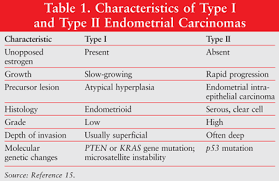 Table 1. Characteristics of Type I
and Type II Endometrial Carcinomas
Characteristic Type I Type II
Unopposed Present Absent
estrogen
Growth Slow-growing Rapid progression
Precursor lesion Atypical hyperplasia Endometrial intra-
epithelial carcinoma
Histology Endometrioid Serous, clear cell
Grade Low High
Depth of invasion Usually superficial Often deep
Molecular PTEN or KRAS gene mutation; p53 mutation
genetic changes microsatellite instability
Source: Reference 15.